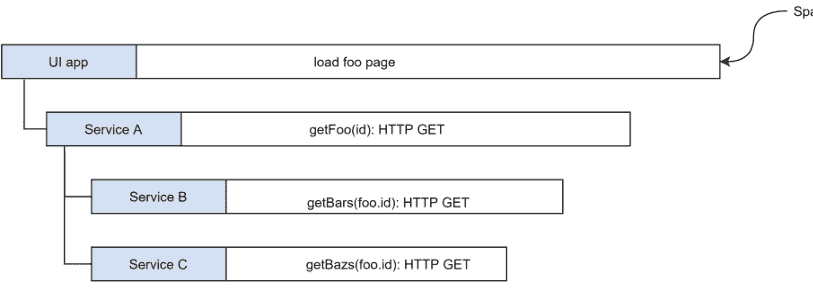 Spa
UI app load foo page
Service A getFoo(id): HTTP GET
Service B getBars(foo.id): HTTP GET
Service C getBazs(foo.id): HTTP GET